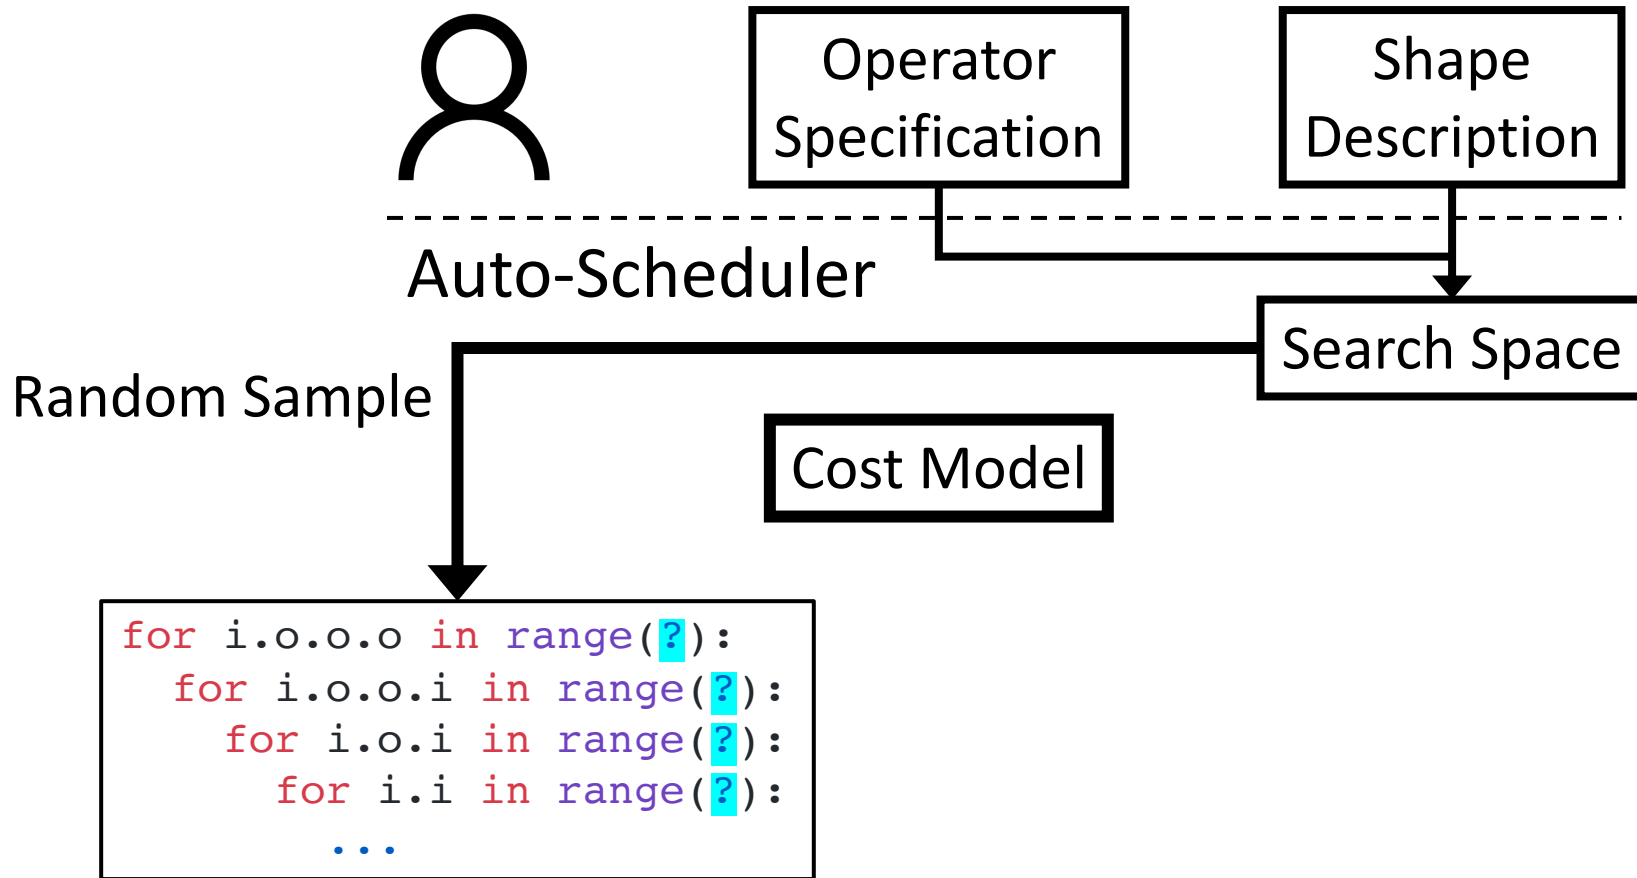 Operator
Specification
Shape
Description
Auto-Scheduler
Search Space
Random Sample
Cost Model
for i.o.o.o in range(?):
for i.o.o.i in range(?):
for i.o.i in range(?):
for i.i in range(?):
...